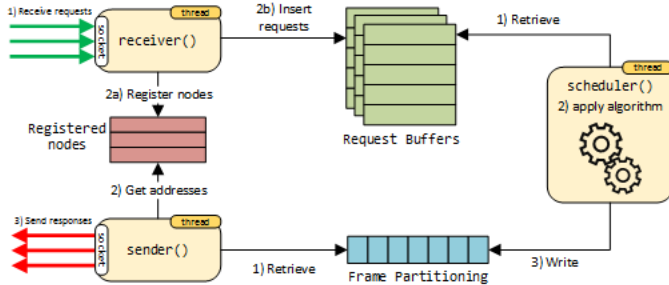 1) Receive requests
thread
socket
receiver()
2b) Insert
requests
1) Retrieve
thread
scheduler()
2) apply algorithm
2a) Register nodes
Registered
nodes
Request Buffers
2) Get addresses
3) Send responses
thread
socket
sender()
1) Retrieve
Frame Partitioning
3) Write